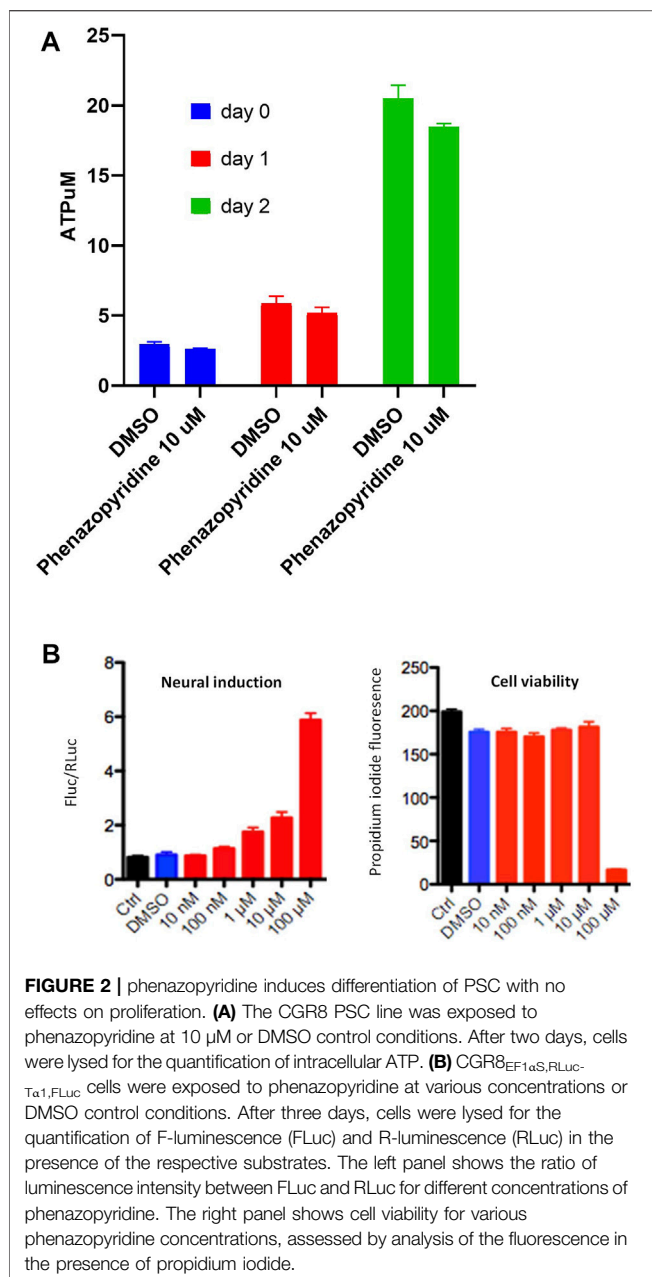 A
25
20
15
10
5
0
ATPuM
day 0
day 1
day 2
DMSO
Phenazopyridine 10 uM
DMSO
Phenazopyridine 10 uM
DMSO
Phenazopyridine 10 uM
B
Neural induction
8
6
4
2
0
Fluc/RLuc
Ctrl
DMSO
10 nM
100 nM
1 µM
10 µM
100 µM
Cell viability
250
200
150
100
50
0
Propidium iodide fluoresence
Ctrl
DMSO
10 nM
100 nM
1 µM
10 µM
100 µM
FIGURE 2 | phenazopyridine induces differentiation of PSC with no
effects on proliferation. (A) The CGR8 PSC line was exposed to
phenazopyridine at 10 µM or DMSO control conditions. After two days, cells
were lysed for the quantification of intracellular ATP. (B) CGR8EF1αS,RLuc-
Tα1,FLuc cells were exposed to phenazopyridine at various concentrations or
DMSO control conditions. After three days, cells were lysed for the
quantification of F-luminescence (FLuc) and R-luminescence (RLuc) in the
presence of the respective substrates. The left panel shows the ratio of
luminescence intensity between FLuc and RLuc for different concentrations of
phenazopyridine. The right panel shows cell viability for various
phenazopyridine concentrations, assessed by analysis of the fluorescence in
the presence of propidium iodide.